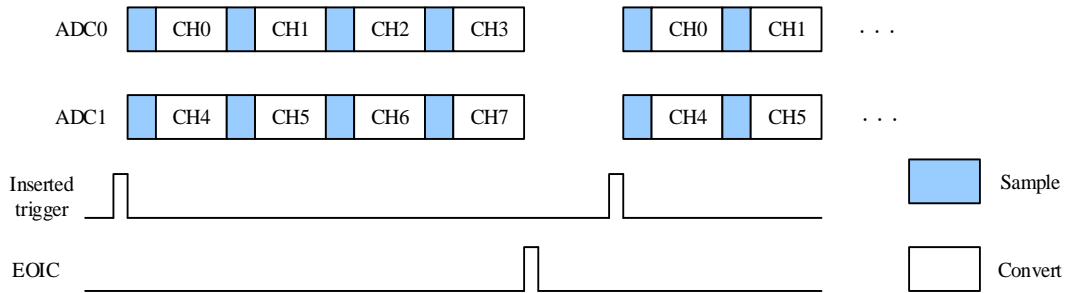 ADC0 CH0 CH1 CH2 CH3 CH0 CH1 . . .
ADC1 CH4 CH5 CH6 CH7 CH4 CH5 . . .
Inserted
trigger
Sample
EOIC
Convert